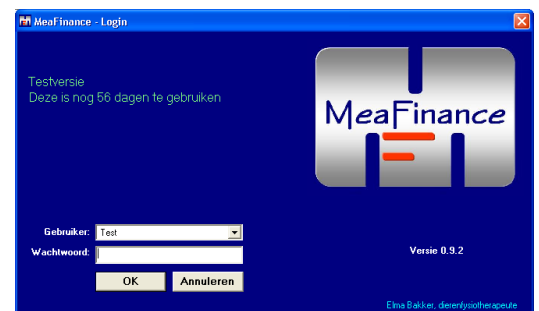 MeaFinance - Login
Testversie
Deze is nog 56 dagen te gebruiken
MeaFinance
Gebruiker: Test
Wachtwoord:
Versie 0.9.2
OK Annuleren
Elma Bakker, dierenfysiotherapeute